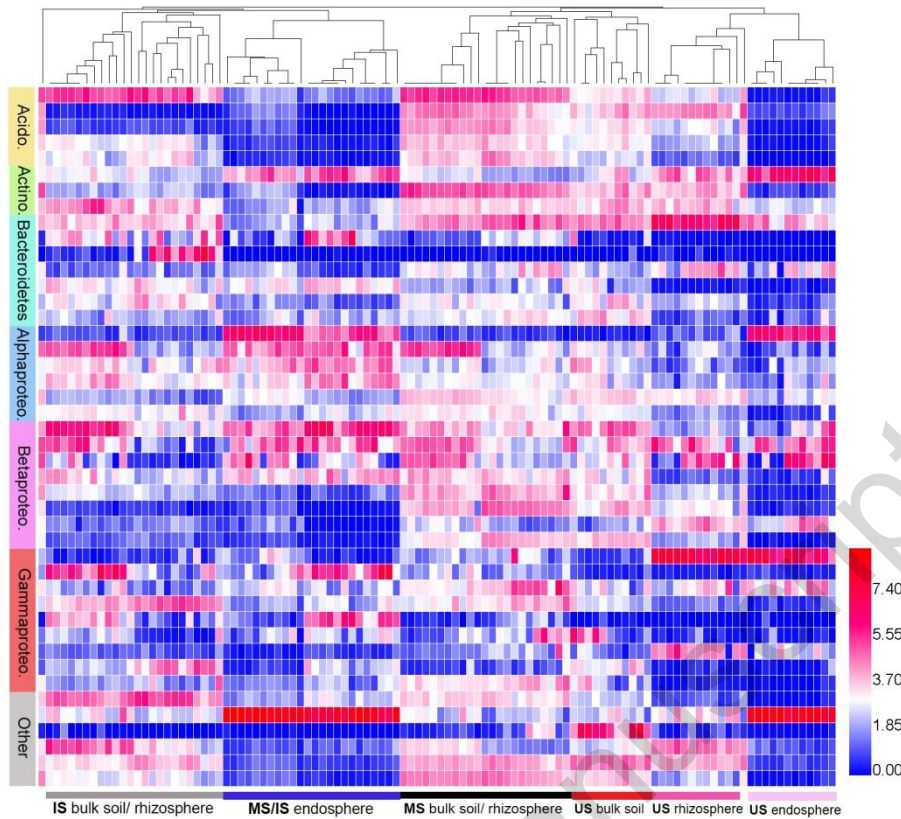 Acido.
Actino.
Bacteroidetes
Alphaproteo.
Betaproteo.
Gammaproteo.
Other
7.40
5.55
3.70
1.85
0.00
IS bulk soil/ rhizosphere
MS/IS endosphere
MS bulk soil/ rhizosphere
US bulk soil
US rhizosphere
US endosphere